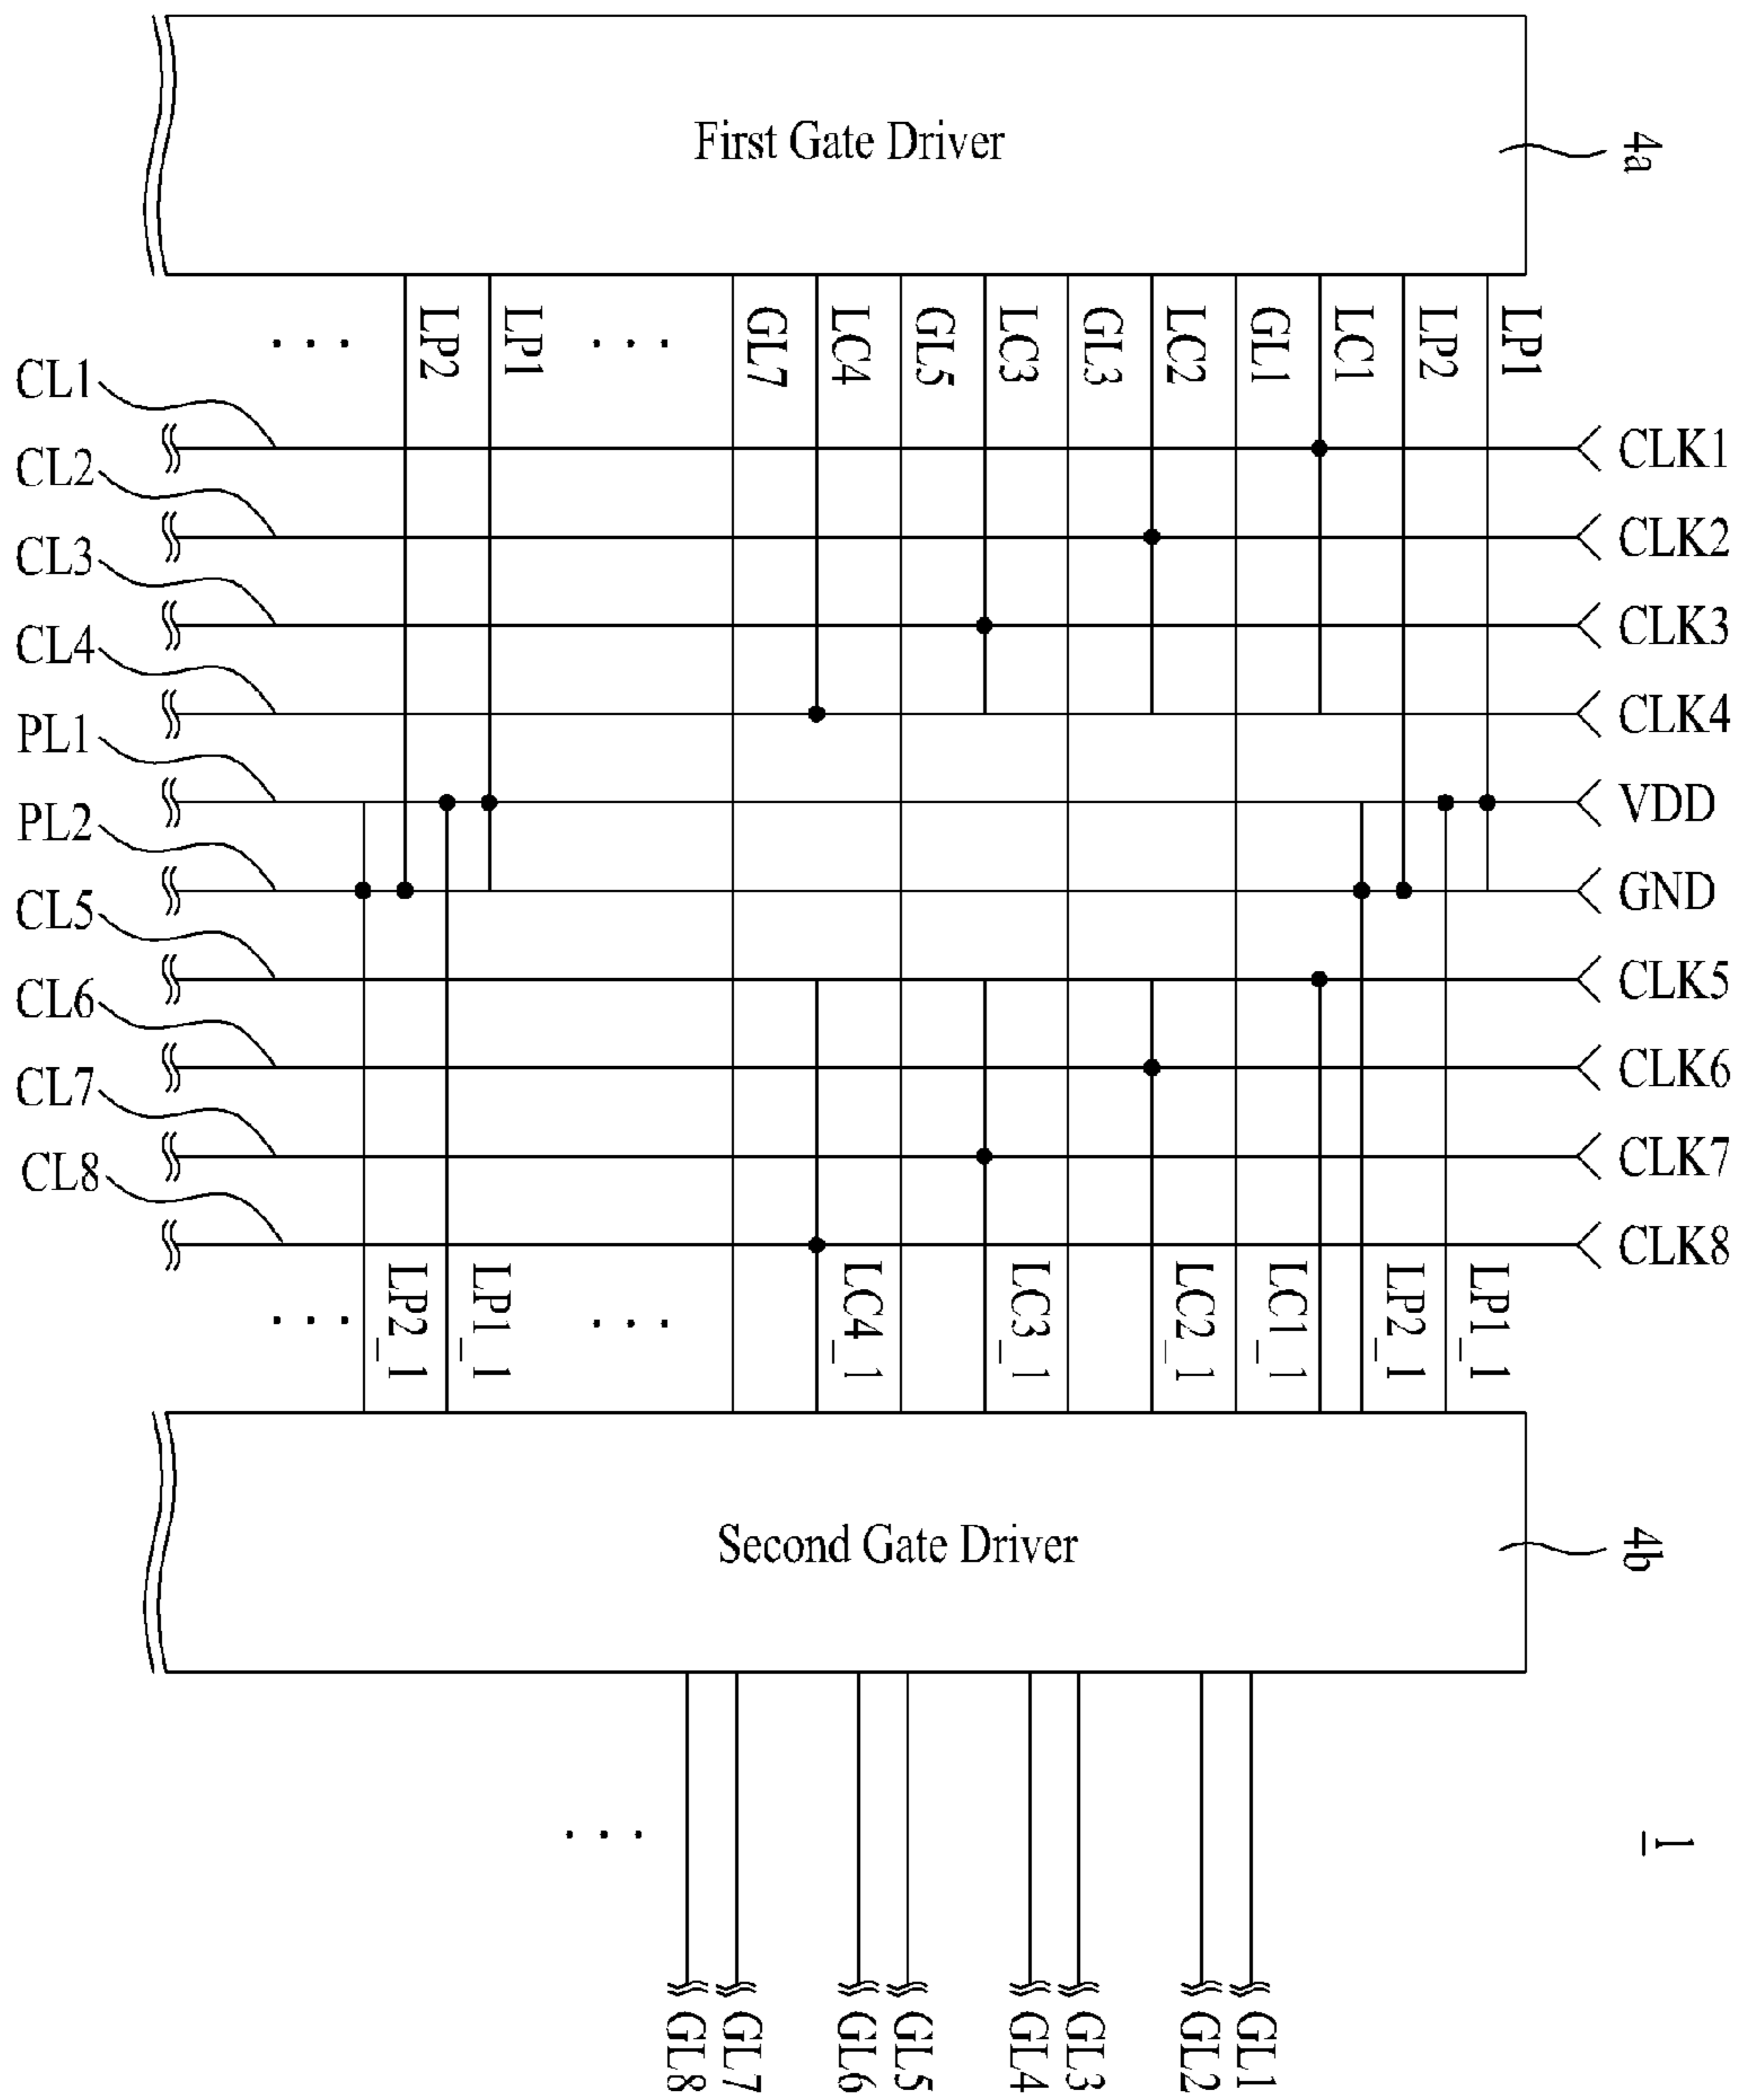 First Gate Driver
4a
LP2
LP1
GL7
LC4
GL5
LC3
GL3
LC2
GL1
LC1
LP2
LP1
...
...
CL1
CL2
CL3
CL4
PL1
PL2
CL5
CL6
CL7
CL8
CLK1
CLK2
CLK3
CLK4
VDD
GND
CLK5
CLK6
CLK7
CLK8
...
LP2_1
LP1_1
...
LC4_1
LC3_1
LC2_1
LC1_1
LP2_1
LP1_1
Second Gate Driver
4b
...
1
GL8
GL7
GL6
GL5
GL4
GL3
GL2
GL1